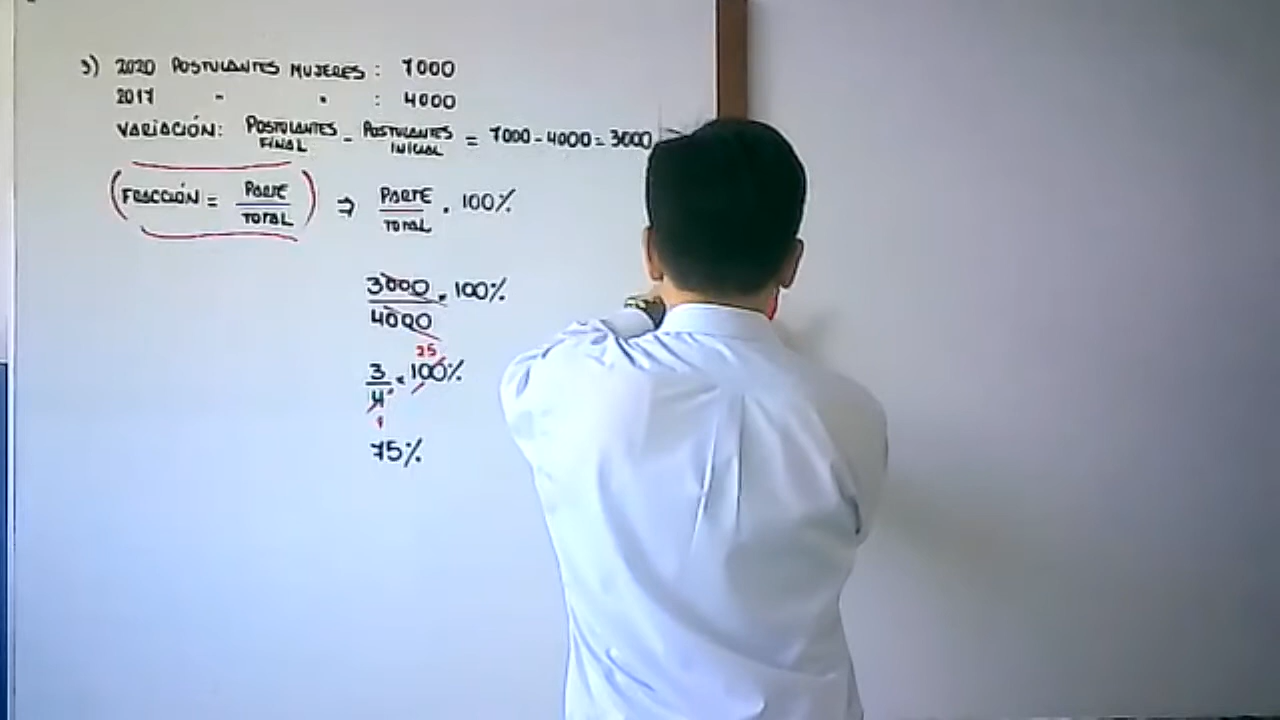 3) 2020 POSTULANTES MUJERES : 7000
2017 " " : 4000
VARIACIÓN: POSTULANTES FINAL - POSTULANTES INICIAL = 7000 - 4000 = 3000
(FRACCIÓN = PARTE/TOTAL) ⇒ PARTE/TOTAL . 100%
3000/4000 . 100%
25
3/4 . 100%
1
75%